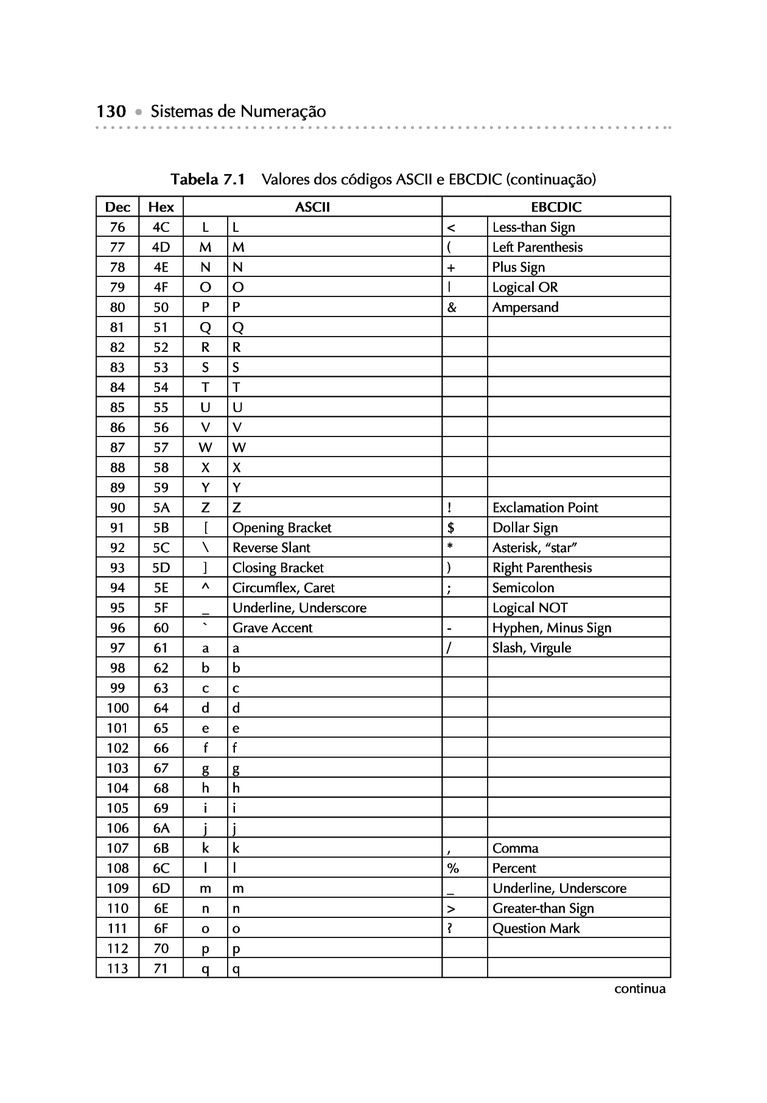 130 • Sistemas de Numeração
Tabela 7.1 Valores dos códigos ASCII e EBCDIC (continuação)
Dec Hex ASCII EBCDIC
76 4C L L < Less-than Sign
77 4D M M ( Left Parenthesis
78 4E N N + Plus Sign
79 4F O O | Logical OR
80 50 P P & Ampersand
81 51 Q Q
82 52 R R
83 53 S S
84 54 T T
85 55 U U
86 56 V V
87 57 W W
88 58 X X
89 59 Y Y
90 5A Z Z ! Exclamation Point
91 5B [ Opening Bracket $ Dollar Sign
92 5C \ Reverse Slant * Asterisk, “star”
93 5D ] Closing Bracket ) Right Parenthesis
94 5E ^ Circumflex, Caret ; Semicolon
95 5F _ Underline, Underscore Logical NOT
96 60 ` Grave Accent - Hyphen, Minus Sign
97 61 a a / Slash, Virgule
98 62 b b
99 63 c c
100 64 d d
101 65 e e
102 66 f f
103 67 g g
104 68 h h
105 69 i i
106 6A j j
107 6B k k , Comma
108 6C l l % Percent
109 6D m m _ Underline, Underscore
110 6E n n > Greater-than Sign
111 6F o o ? Question Mark
112 70 p p
113 71 q q
continua